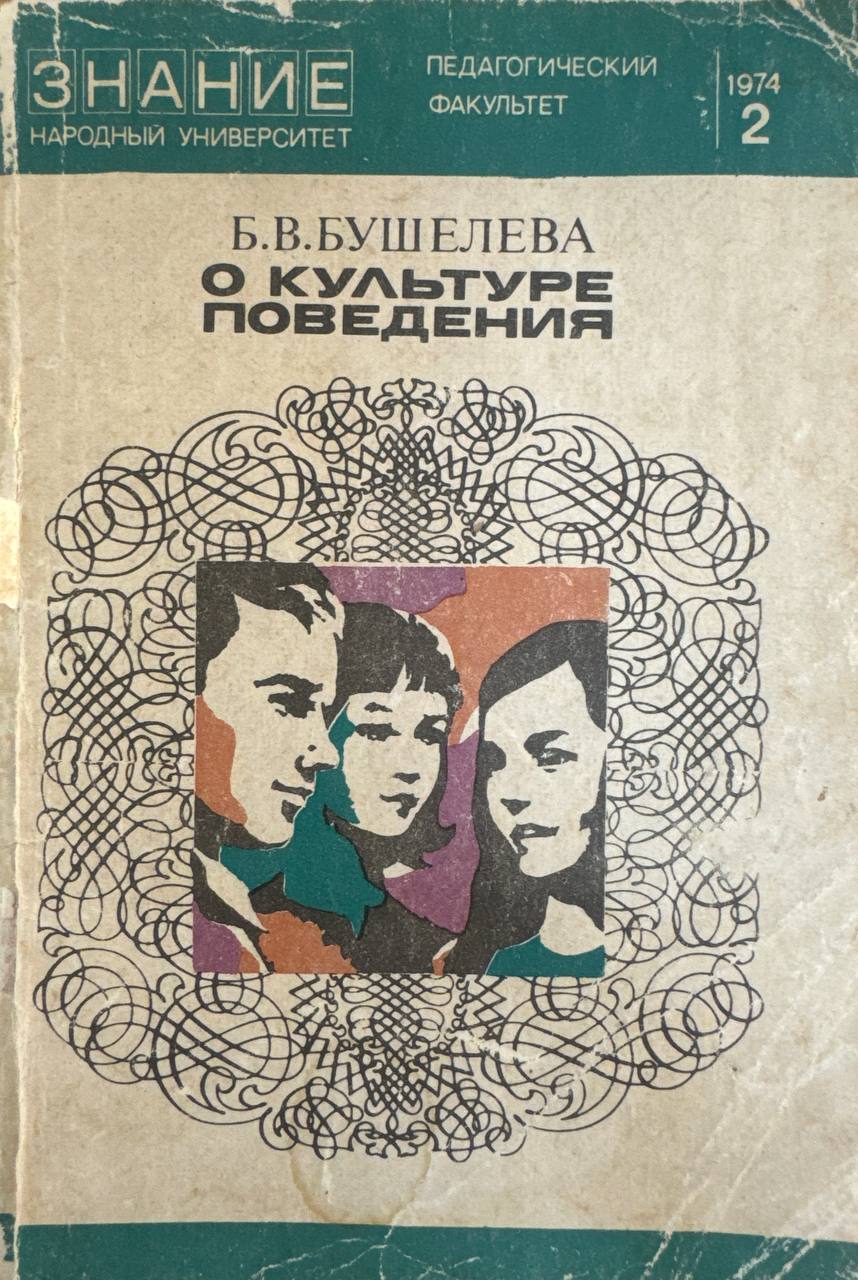 ЗНАНИЕ
НАРОДНЫЙ УНИВЕРСИТЕТ
ПЕДАГОГИЧЕСКИЙ
ФАКУЛЬТЕТ
1974
2
Б.В.БУШЕЛЕВА
О КУЛЬТУРЕ
ПОВЕДЕНИЯ